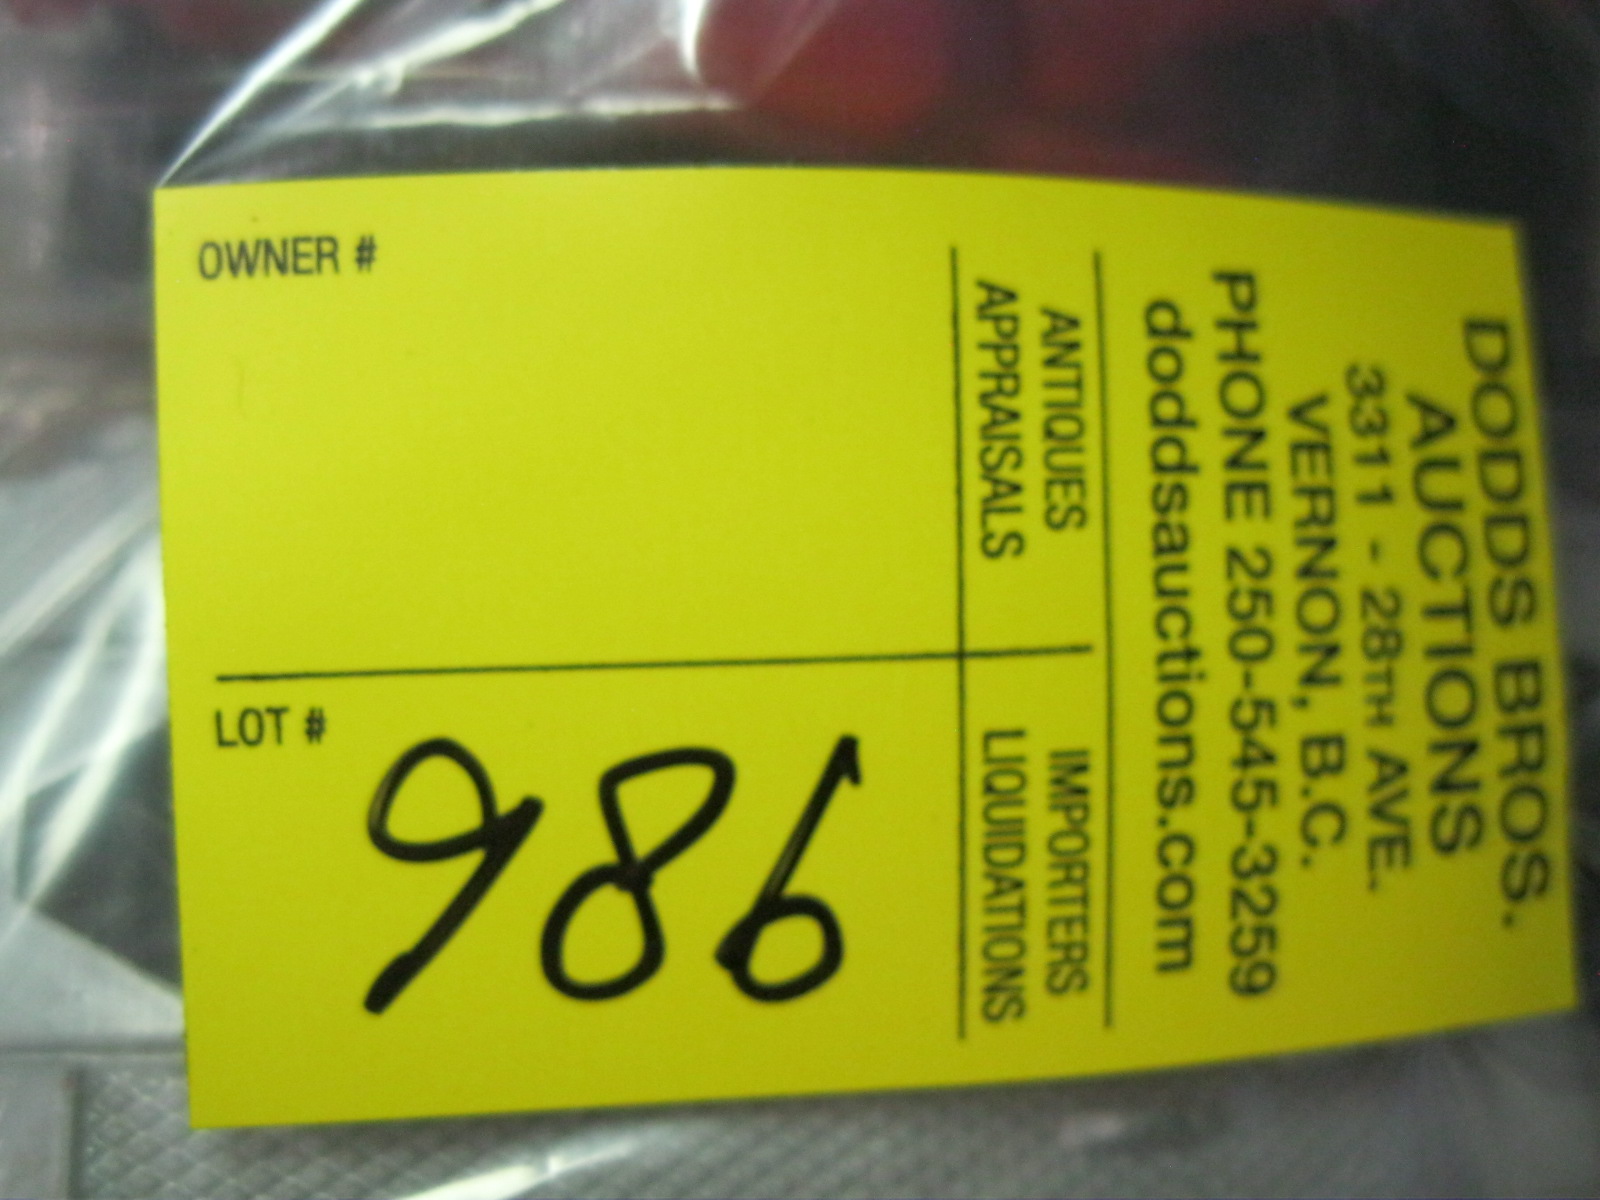 DODDS BROS.
AUCTIONS
3311 - 28TH AVE.
VERNON, B.C.
PHONE 250-545-3259
doddsauctions.com
ANTIQUES
APPRAISALS
IMPORTERS
LIQUIDATIONS
OWNER #
LOT #
986